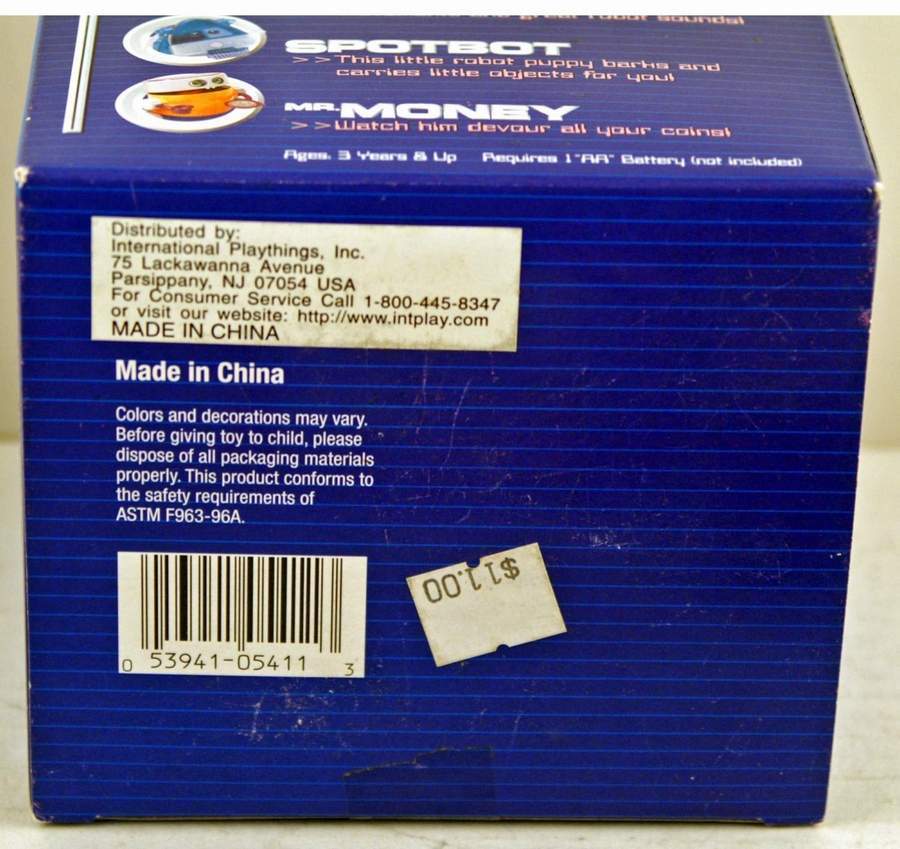 and great robot sounds!
SPOTBOT
>>This little robot puppy barks and
carries little objects for you!
MR. MONEY
>>Watch him devour all your coins!
Ages. 3 Years & Up Requires 1 "AA" Battery (not included)
Distributed by:
International Playthings, Inc.
75 Lackawanna Avenue
Parsippany, NJ 07054 USA
For Consumer Service Call 1-800-445-8347
or visit our website: http://www.intplay.com
MADE IN CHINA
Made in China
Colors and decorations may vary.
Before giving toy to child, please
dispose of all packaging materials
properly. This product conforms to
the safety requirements of
ASTM F963-96A.
$11.00
0 53941-05411 3